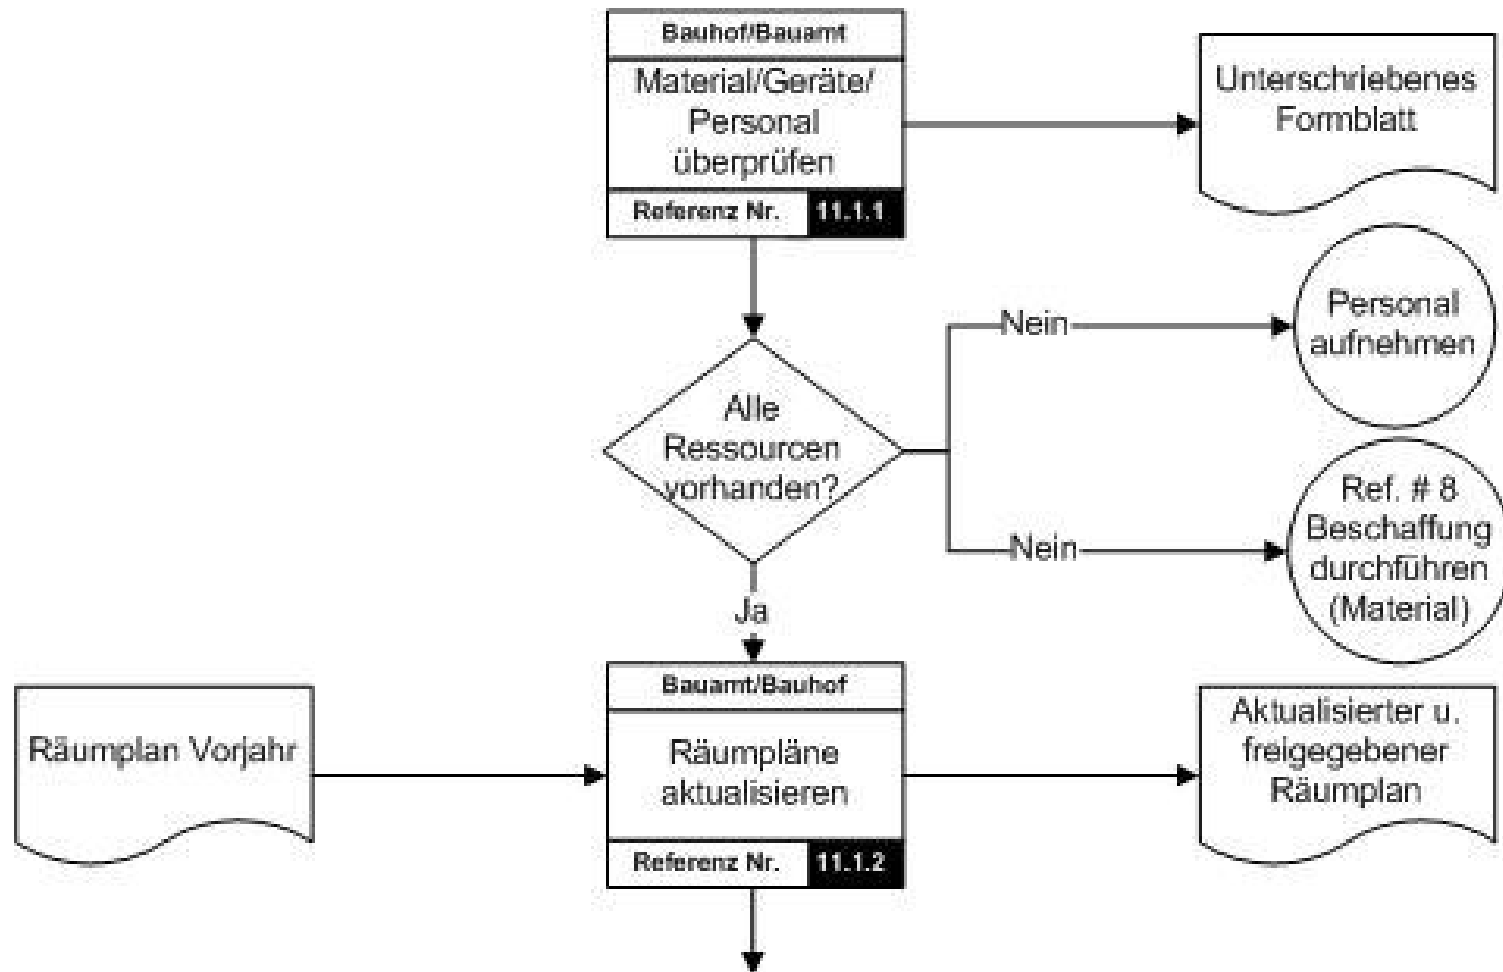 Bauhof/Bauamt
Material/Geräte/
Personal
überprüfen
Referenz Nr. 11.1.1
Unterschriebenes
Formblatt
Alle
Ressourcen
vorhanden?
Nein
Personal
aufnehmen
Nein
Ref. # 8
Beschaffung
durchführen
(Material)
Ja
Räumplan Vorjahr
Bauamt/Bauhof
Räumpläne
aktualisieren
Referenz Nr. 11.1.2
Aktualisierter u.
freigegebener
Räumplan